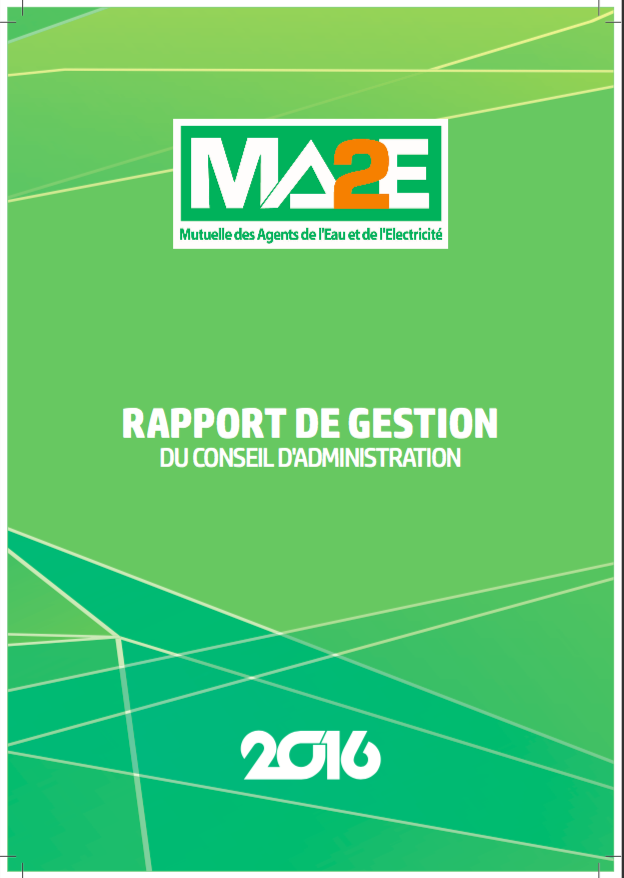 MA2E
Mutuelle des Agents de l'Eau et de l'Electricité
RAPPORT DE GESTION
DU CONSEIL D'ADMINISTRATION
2016